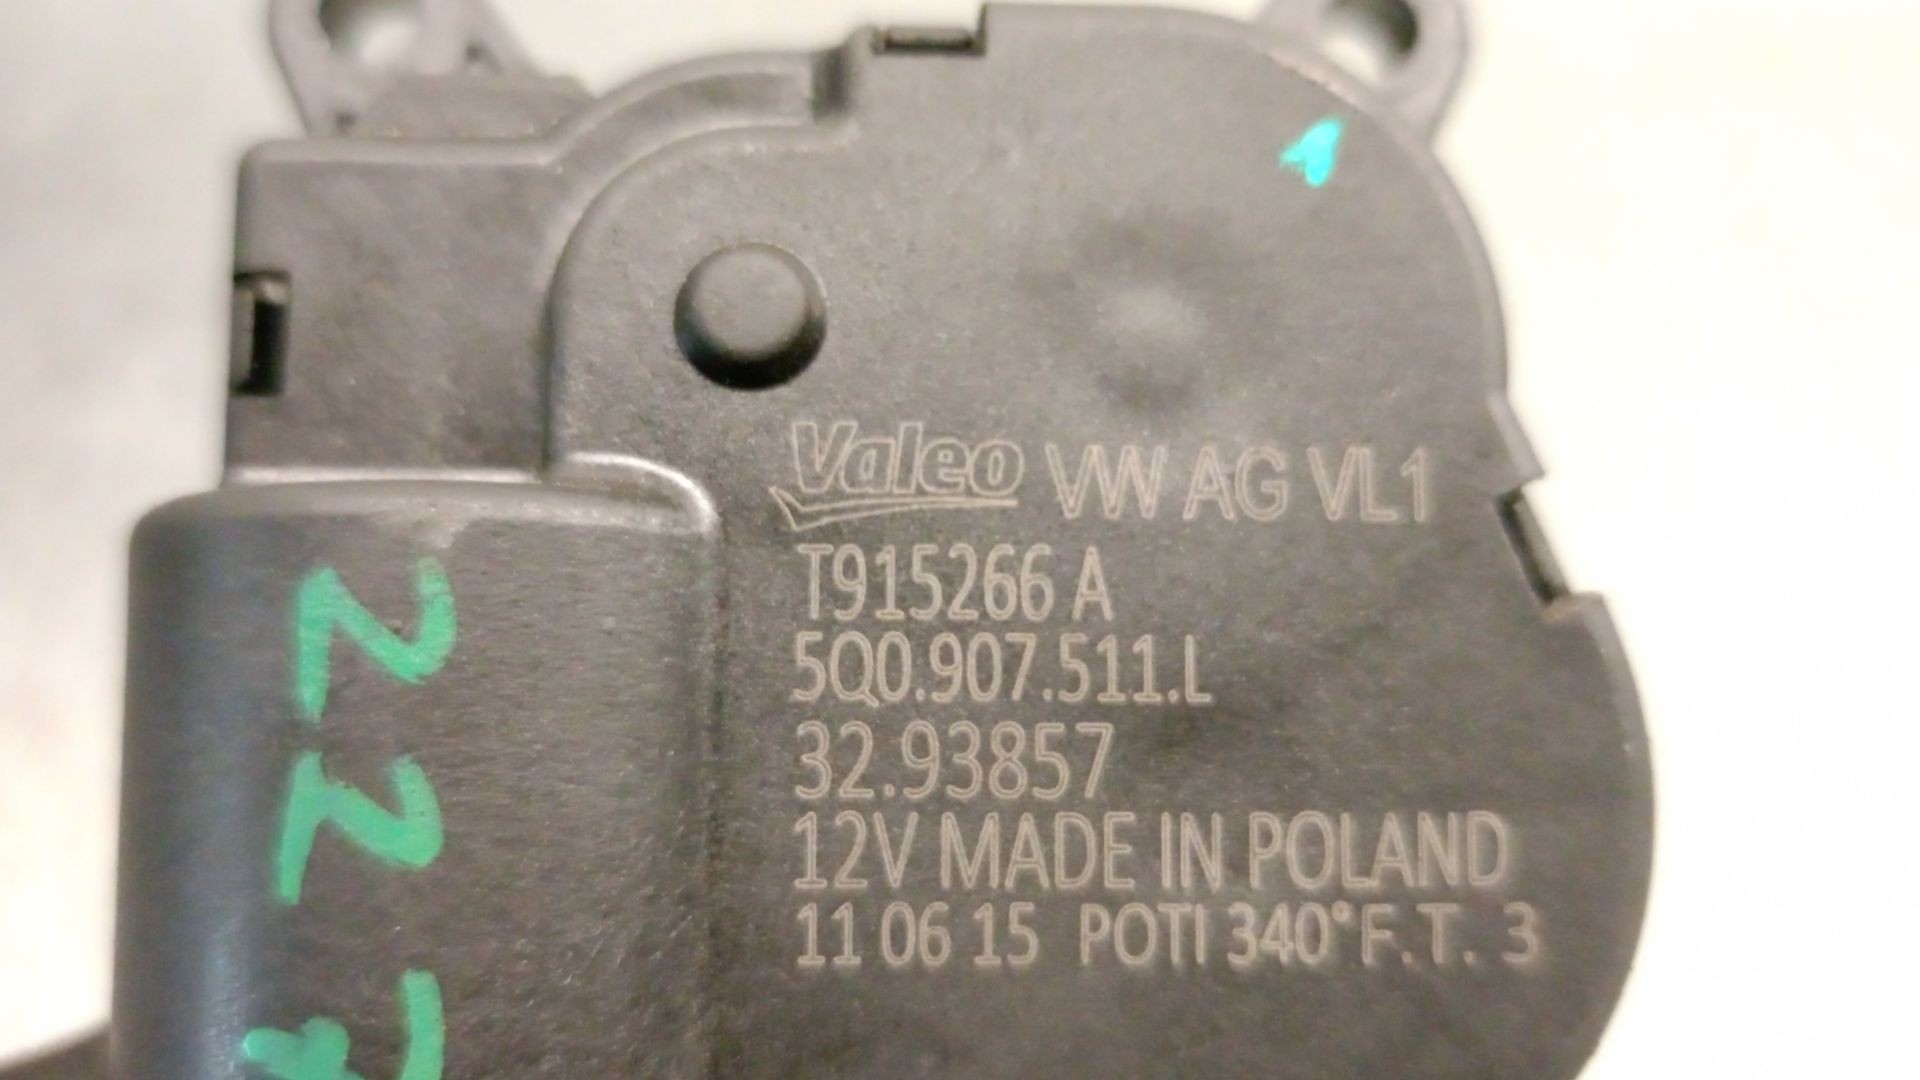 Valeo VW AG VL1
T915266 A
5Q0.907.511.L
32.93857
12V MADE IN POLAND
11 06 15 POTI 340°F.T. 3
227